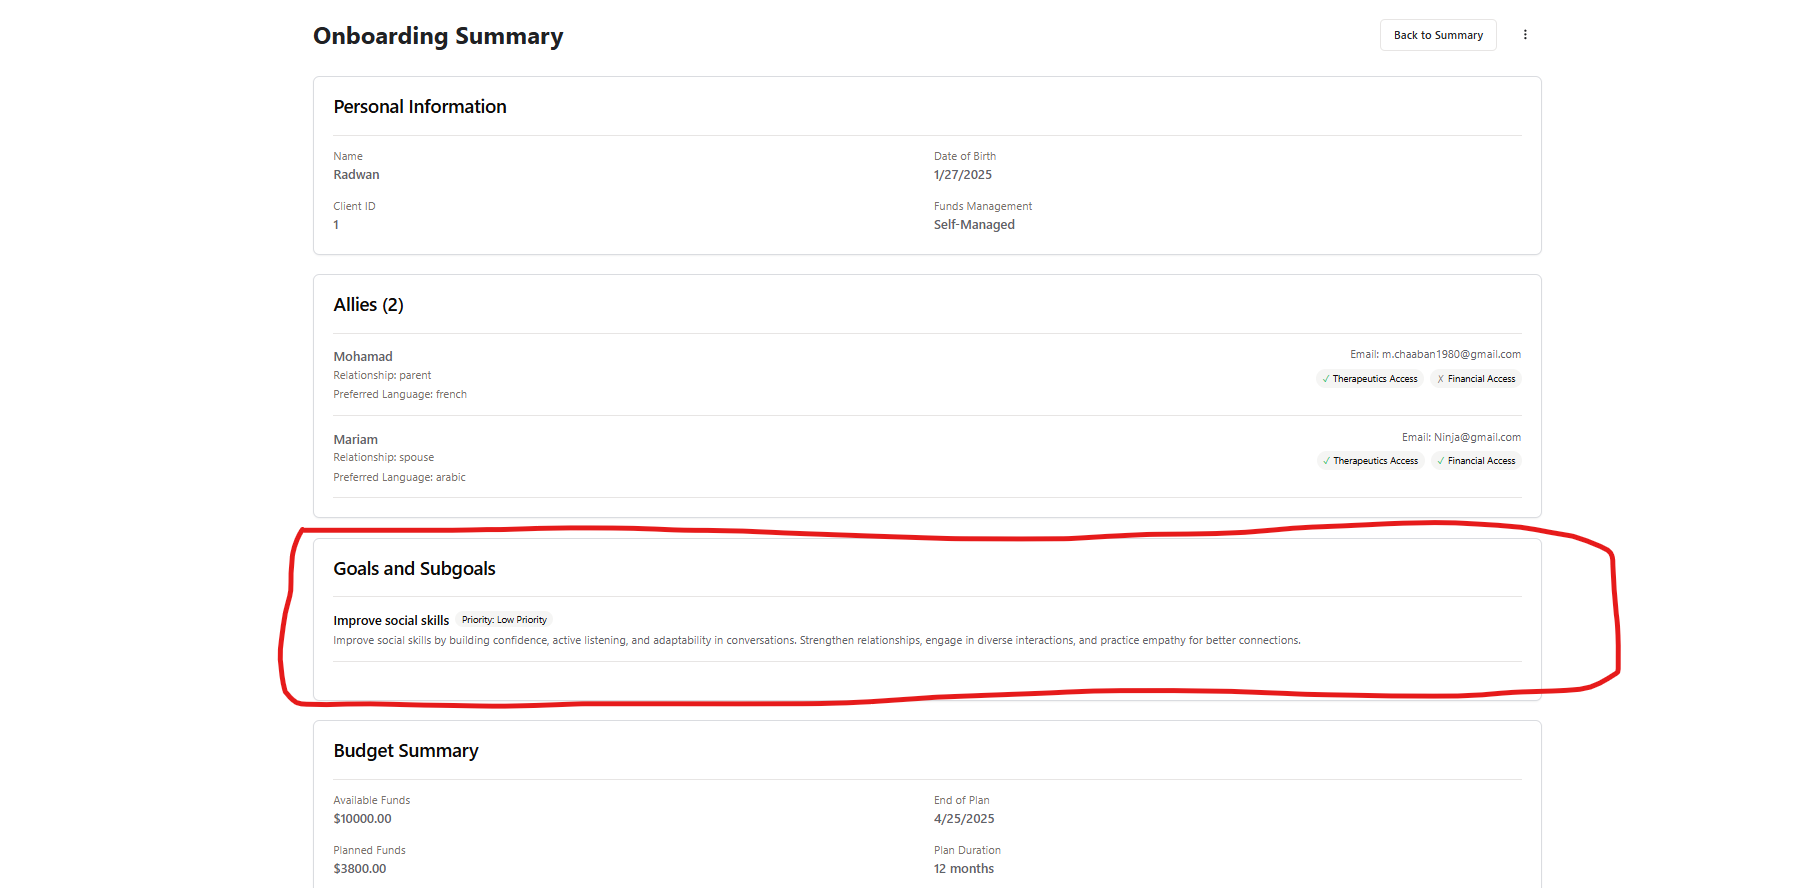 Onboarding Summary
Back to Summary
Personal Information
Name
Radwan
Date of Birth
1/27/2025
Client ID
1
Funds Management
Self-Managed
Allies (2)
Mohamad
Relationship: parent
Preferred Language: french
Email: m.chaaban1980@gmail.com
✓ Therapeutics Access
✗ Financial Access
Mariam
Relationship: spouse
Preferred Language: arabic
Email: Ninja@gmail.com
✓ Therapeutics Access
✓ Financial Access
Goals and Subgoals
Improve social skills
Priority: Low Priority
Improve social skills by building confidence, active listening, and adaptability in conversations. Strengthen relationships, engage in diverse interactions, and practice empathy for better connections.
Budget Summary
Available Funds
$10000.00
End of Plan
4/25/2025
Planned Funds
$3800.00
Plan Duration
12 months